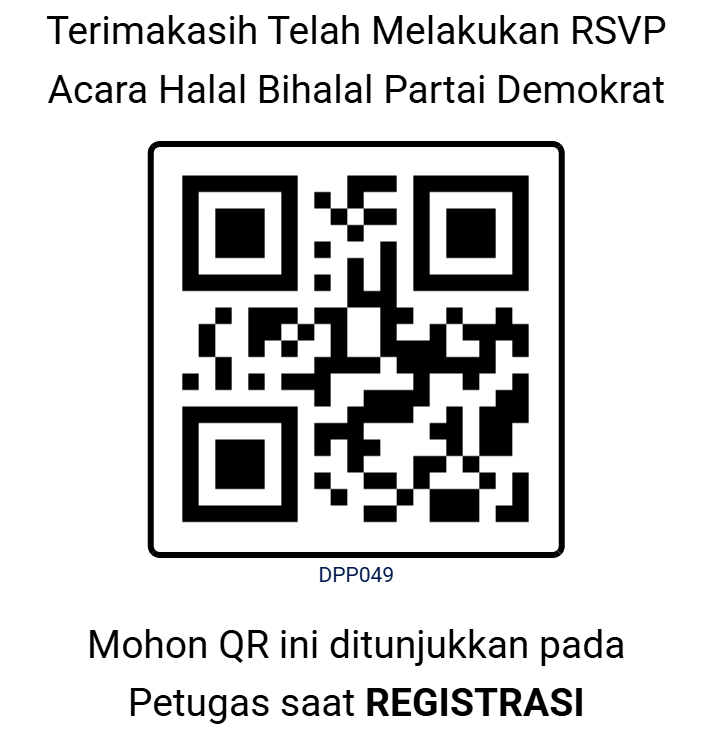 Terimakasih Telah Melakukan RSVP
Acara Halal Bihalal Partai Demokrat
DPP049
Mohon QR ini ditunjukkan pada
Petugas saat REGISTRASI